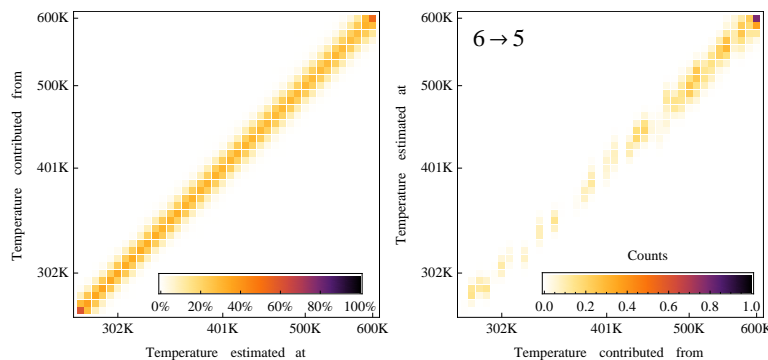 600K
500K
401K
302K
Temperature contributed from
0% 20% 40% 60% 80% 100%
302K 401K 500K 600K
Temperature estimated at
6→5
600K
500K
401K
302K
Temperature estimated at
Counts
0.0 0.2 0.4 0.6 0.8 1.0
302K 401K 500K 600K
Temperature contributed from